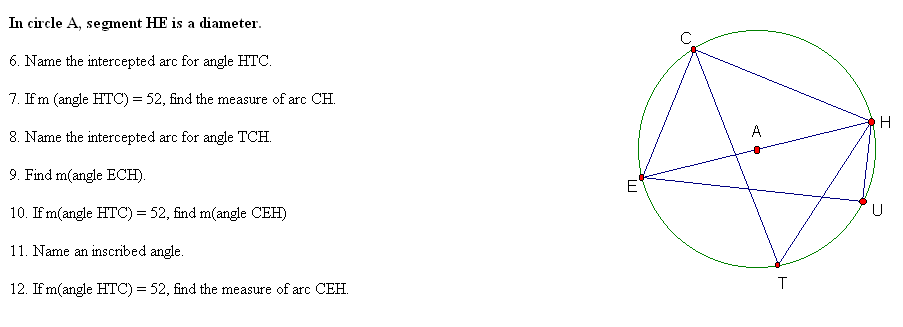 In circle A, segment HE is a diameter.
6. Name the intercepted arc for angle HTC.
7. If m (angle HTC) = 52, find the measure of arc CH.
8. Name the intercepted arc for angle TCH.
9. Find m(angle ECH).
10. If m(angle HTC) = 52, find m(angle CEH)
11. Name an inscribed angle.
12. If m(angle HTC) = 52, find the measure of arc CEH.
C
H
A
E
U
T